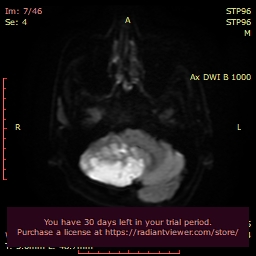 Im: 7/46
Se: 4
STP96
STP96
M
A
Ax DWI B 1000
R
L
You have 30 days left in your trial period.
Purchase a license at https://radiantviewer.com/store/